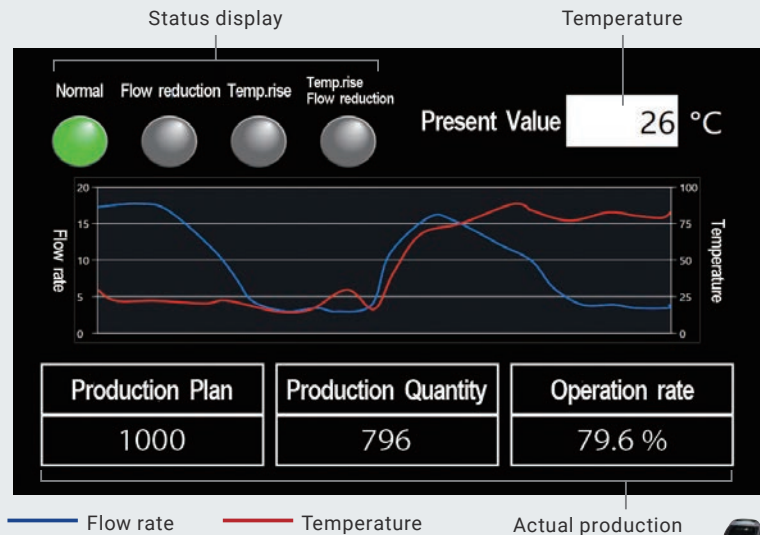 Status display
Temperature
Normal
Flow reduction
Temp.rise
Temp.rise
Flow reduction
Present Value
26
°C
20
15
10
5
0
Flow rate
100
75
50
25
0
Temperature
Production Plan
Production Quantity
Operation rate
1000
796
79.6 %
Flow rate
Temperature
Actual production